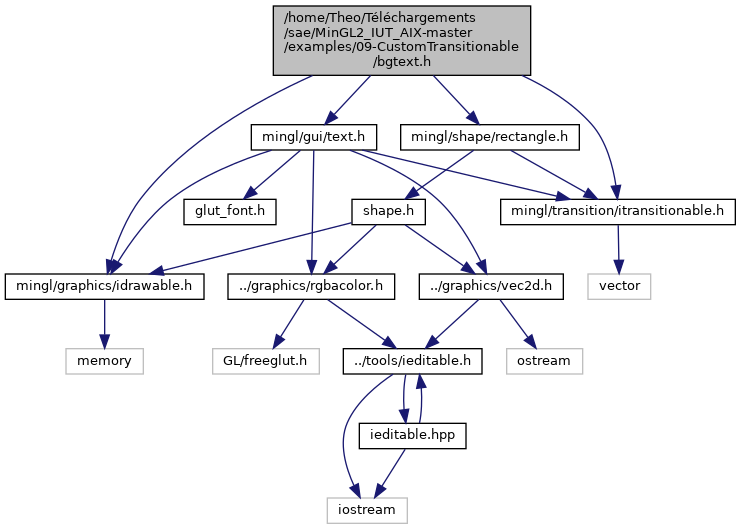 /home/Theo/Téléchargements
/sae/MinGL2_IUT_AIX-master
/examples/09-CustomTransitionable
/bgtext.h
mingl/gui/text.h
mingl/shape/rectangle.h
glut_font.h
shape.h
mingl/transition/itransitionable.h
mingl/graphics/idrawable.h
../graphics/rgbacolor.h
../graphics/vec2d.h
vector
memory
GL/freeglut.h
../tools/ieditable.h
ostream
ieditable.hpp
iostream